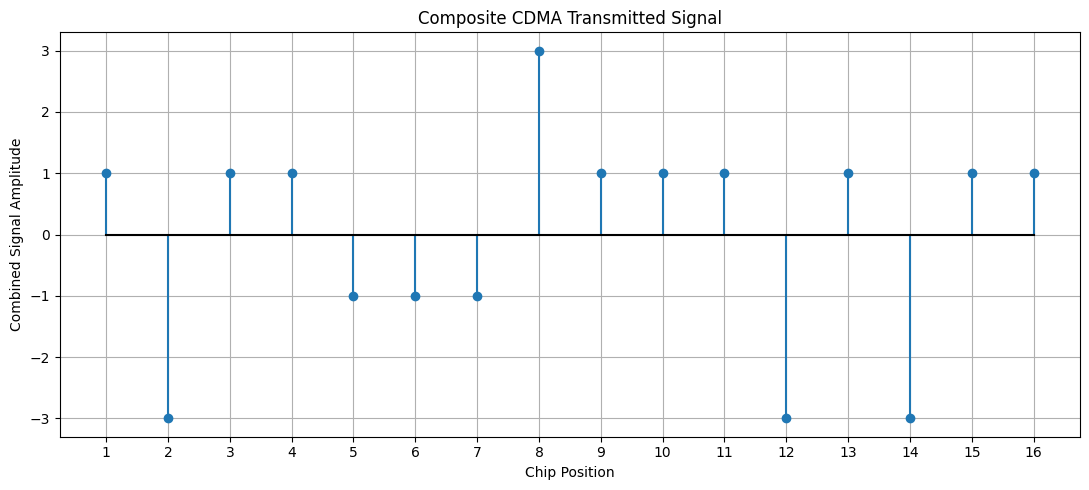 Composite CDMA Transmitted Signal
Combined Signal Amplitude
3
2
1
0
−1
−2
−3
1 2 3 4 5 6 7 8 9 10 11 12 13 14 15 16
Chip Position